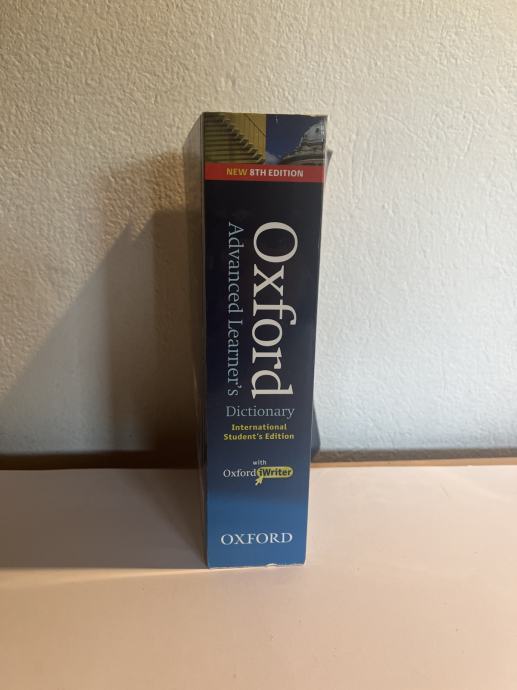 NEW 8TH EDITION
Oxford
Advanced Learner's
Dictionary
International
Student's Edition
with
Oxford iWriter
OXFORD